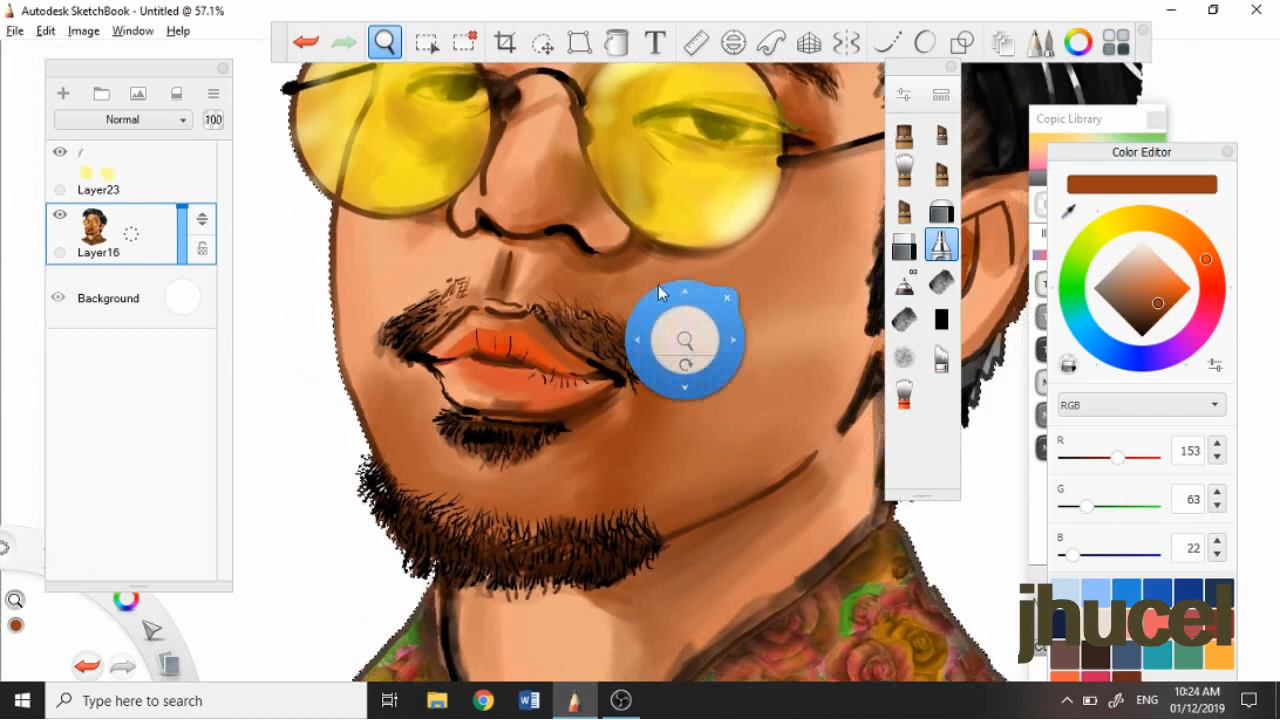 Autodesk SketchBook - Untitled @ 57.1%
File Edit Image Window Help
Normal
100
Layer23
Layer16
Background
Copic Library
Color Editor
03
RGB
R
153
G
63
B
22
jhucel
Type here to search
W
ENG
10:24 AM
01/12/2019